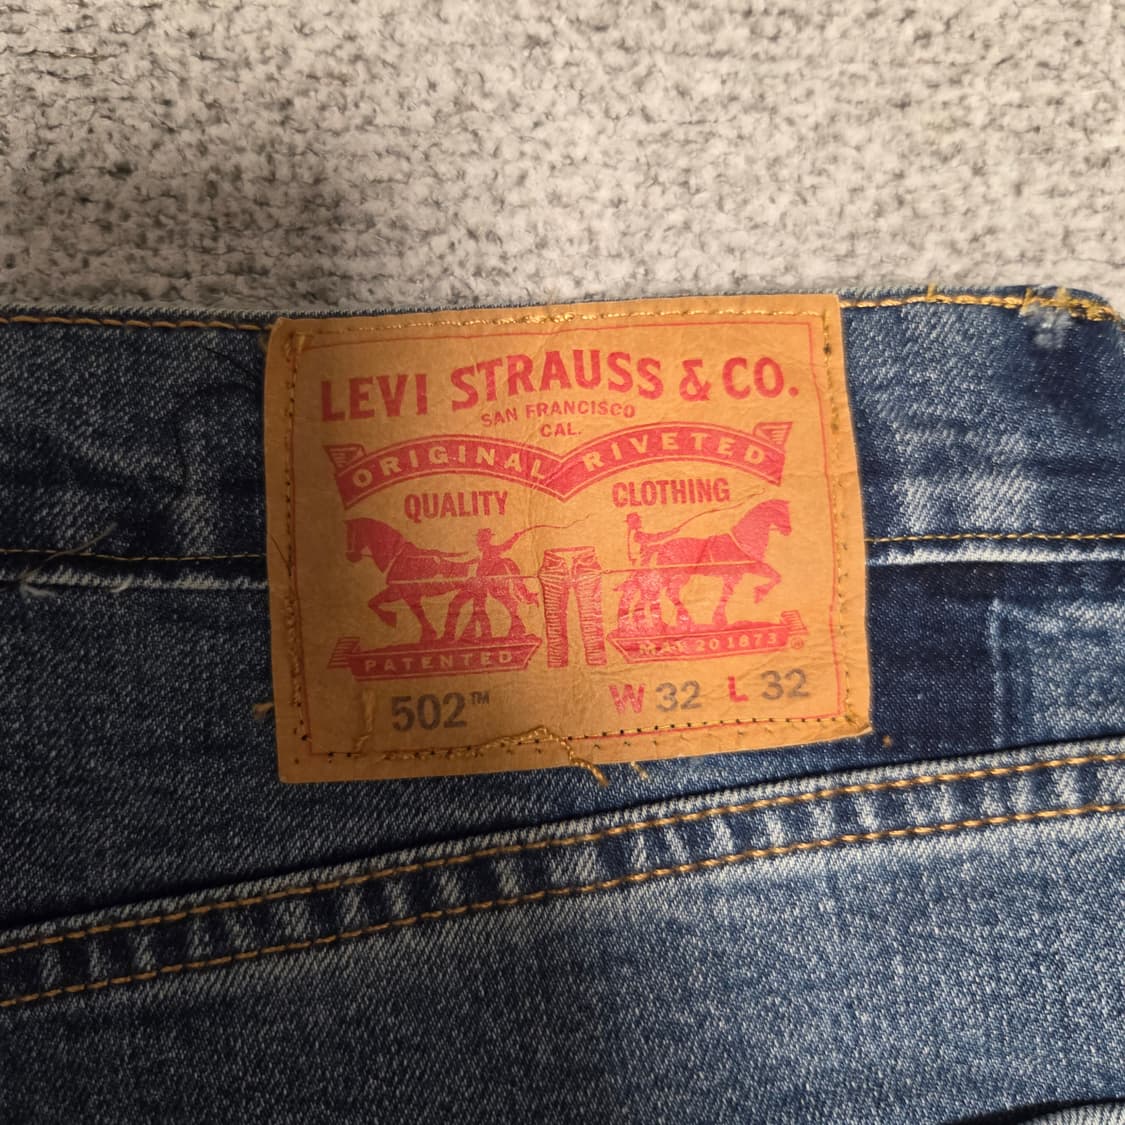 LEVI STRAUSS & CO.
SAN FRANCISCO
CAL.
ORIGINAL RIVETED
QUALITY CLOTHING
PATENTED MAY 20 1873 ®
502™ W 32 L 32